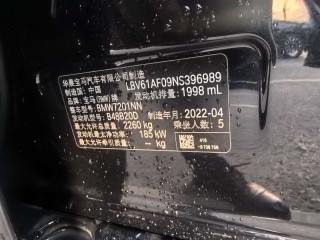 华晨宝马汽车有限公司制造
制造国：中国 LBV61AF09NS396989
品牌：宝马(BMW)牌 发动机排量：1998 mL
整车型号：BMW7201NN
发动机型号：B48B20D 制造年月：2022-04
最大允许总质量：2260 kg 乘坐人数：5
发动机最大净功率：185 kW
最大允许牵引质量：-- kg